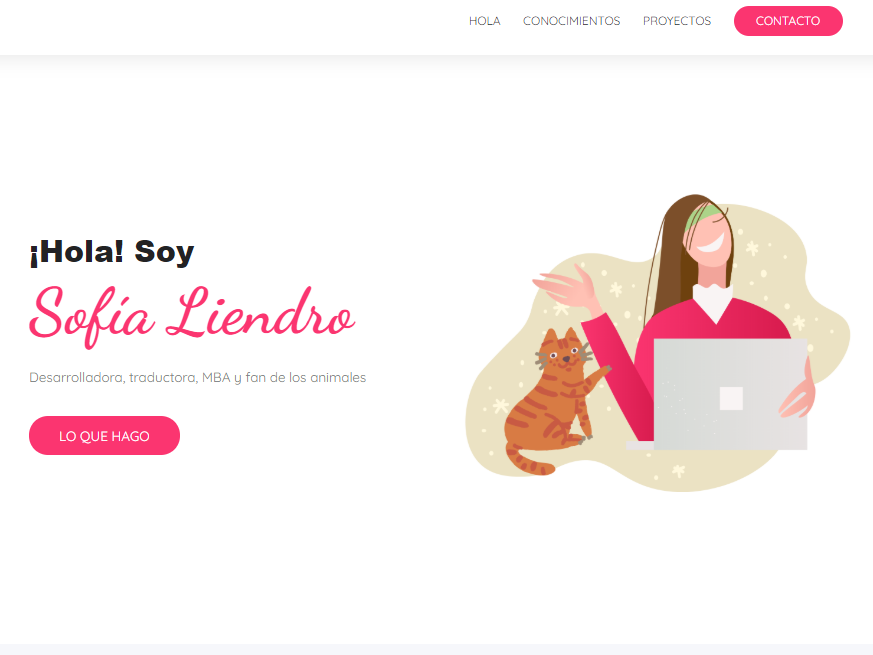 HOLA CONOCIMIENTOS PROYECTOS CONTACTO
¡Hola! Soy
Sofía Liendro
Desarrolladora, traductora, MBA y fan de los animales
LO QUE HAGO